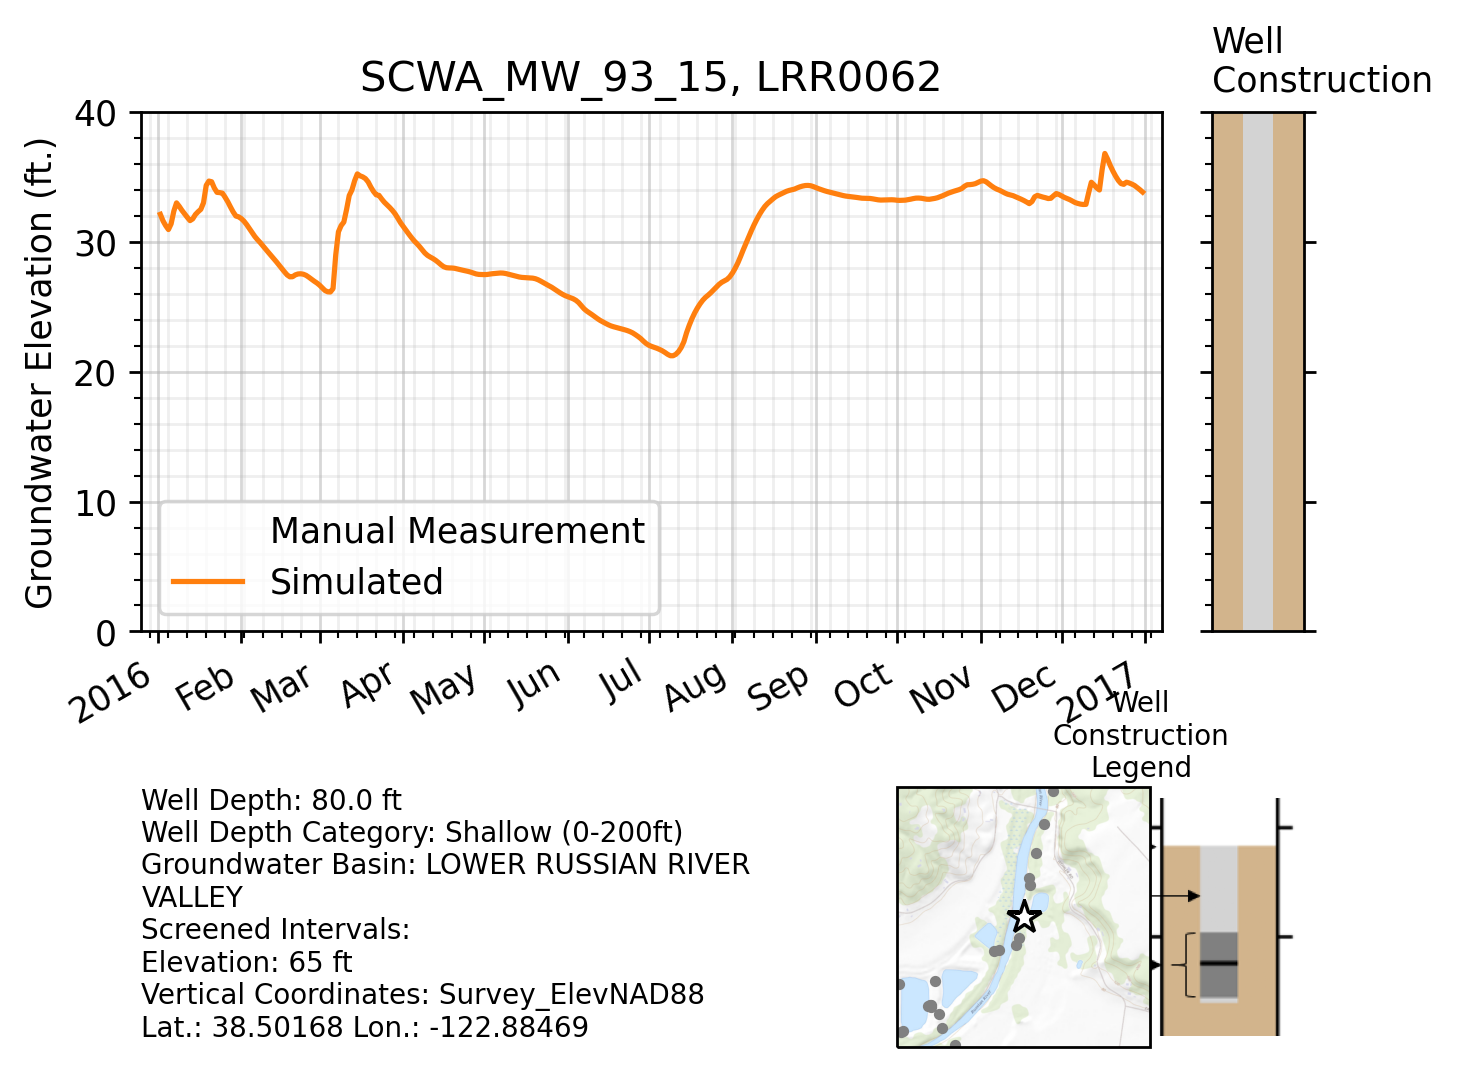 Well
Construction
SCWA_MW_93_15, LRR0062
Groundwater Elevation (ft.)
40
30
20
10
0
Manual Measurement
Simulated
2016
Feb
Mar
Apr
May
Jun
Jul
Aug
Sep
Oct
Nov
Dec
2017
Well
Construction
Legend
Well Depth: 80.0 ft
Well Depth Category: Shallow (0-200ft)
Groundwater Basin: LOWER RUSSIAN RIVER
VALLEY
Screened Intervals:
Elevation: 65 ft
Vertical Coordinates: Survey_ElevNAD88
Lat.: 38.50168 Lon.: -122.88469